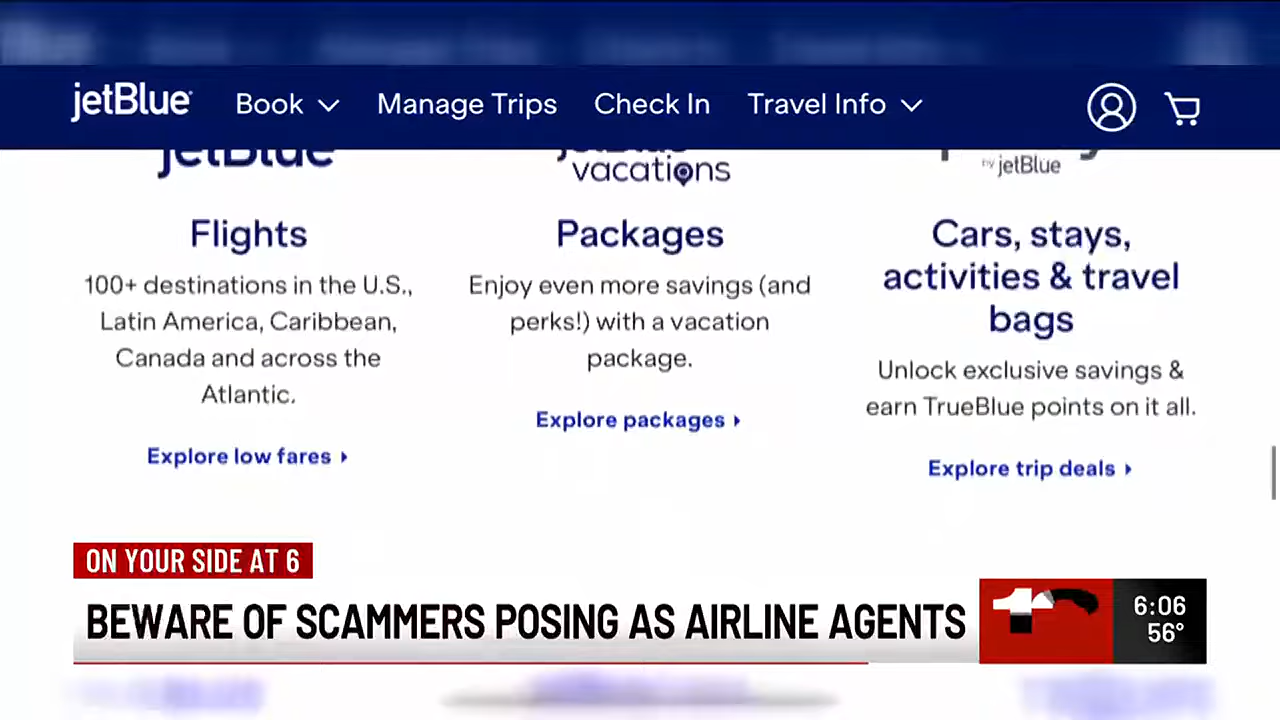 jetBlue Book Manage Trips Check In Travel Info
jetBlue
vacations
by jetBlue
Flights
100+ destinations in the U.S.,
Latin America, Caribbean,
Canada and across the
Atlantic.
Explore low fares
Packages
Enjoy even more savings (and
perks!) with a vacation
package.
Explore packages
Cars, stays,
activities & travel
bags
Unlock exclusive savings &
earn TrueBlue points on it all.
Explore trip deals
ON YOUR SIDE AT 6
BEWARE OF SCAMMERS POSING AS AIRLINE AGENTS
6:06
56°